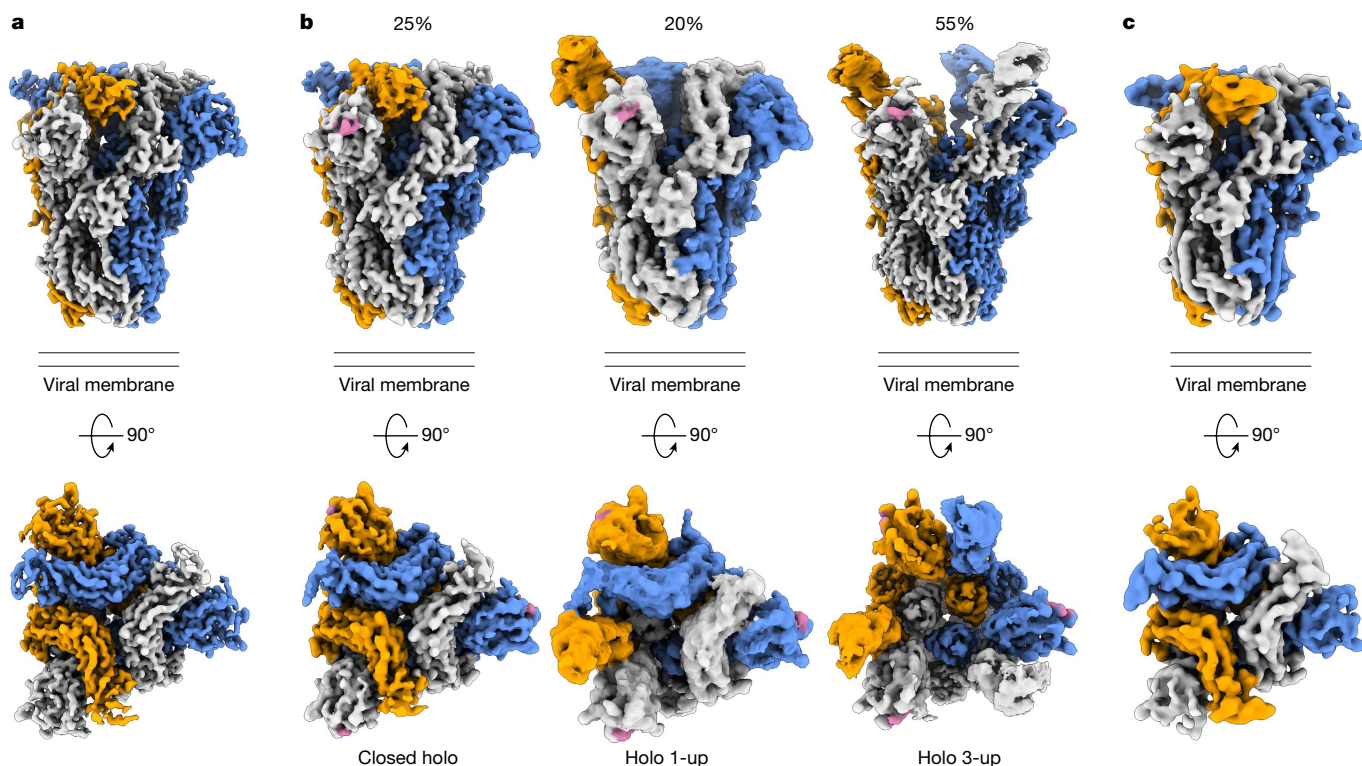 a
b
25%
20%
55%
c
Viral membrane
Viral membrane
Viral membrane
Viral membrane
Viral membrane
90°
90°
90°
90°
90°
Closed holo
Holo 1-up
Holo 3-up